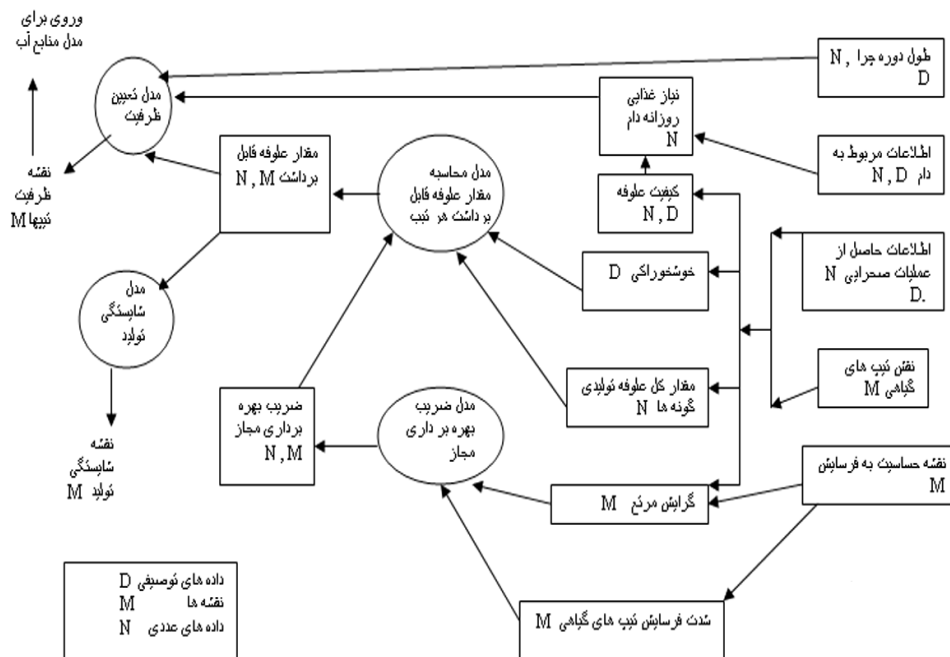 وروی برای
مدل منابع آب
مدل تعیین
ظرفیت
نقشه
ظرفیت
تیپها M
مقدار علوفه قابل
برداشت N,M
مدل
شایستگی
تولید
نقشه
شایستگی
تولید M
مدل محاسبه
مقدار علوفه قابل
برداشت هر تیپ
ضریب بهره
برداری مجاز
N,M
مدل ضریب
بهره برداری
مجاز
نیاز غذایی
روزانه دام
N
کیفیت علوفه
N,D
خوشخوراکی D
مقدار کل علوفه تولیدی
گونه ها N
گرایش مرتع M
شدت فرسایش تیپ های گیاهی M
طول دوره چرا N,
D
اطلاعات مربوط به
دام N,D
اطلاعات حاصل از
عملیات صحرایی N
D.
نقش تیپ های
گیاهی M
نقشه حساسیت به فرسایش
M
داده های توصیفی D
نقشه ها M
داده های عددی N